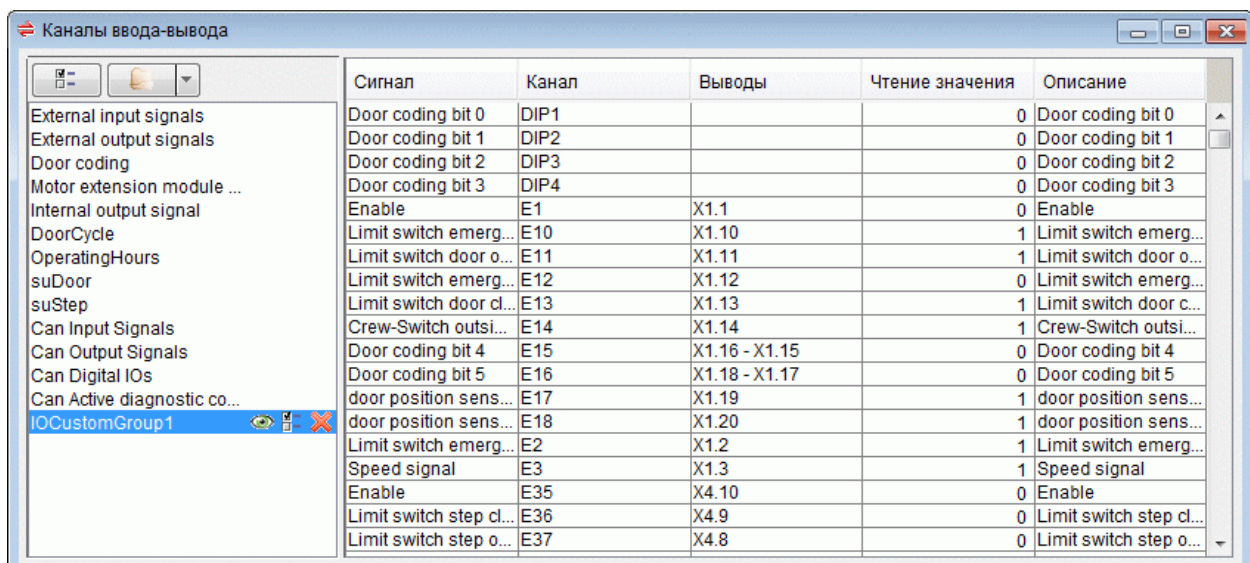 Каналы ввода-вывода
Сигнал Канал Выводы Чтение значения Описание
External input signals
External output signals
Door coding
Motor extension module ...
Internal output signal
DoorCycle
OperatingHours
suDoor
suStep
Can Input Signals
Can Output Signals
Can Digital IOs
Can Active diagnostic co...
IOCustomGroup1
Door coding bit 0 DIP1 0 Door coding bit 0
Door coding bit 1 DIP2 0 Door coding bit 1
Door coding bit 2 DIP3 0 Door coding bit 2
Door coding bit 3 DIP4 0 Door coding bit 3
Enable E1 X1.1 0 Enable
Limit switch emerg... E10 X1.10 1 Limit switch emerg...
Limit switch door o... E11 X1.11 1 Limit switch door o...
Limit switch emerg... E12 X1.12 0 Limit switch emerg...
Limit switch door cl... E13 X1.13 1 Limit switch door c...
Crew-Switch outsi... E14 X1.14 1 Crew-Switch outsi...
Door coding bit 4 E15 X1.16 - X1.15 0 Door coding bit 4
Door coding bit 5 E16 X1.18 - X1.17 0 Door coding bit 5
door position sens... E17 X1.19 1 door position sens...
door position sens... E18 X1.20 1 door position sens...
Limit switch emerg... E2 X1.2 1 Limit switch emerg...
Speed signal E3 X1.3 1 Speed signal
Enable E35 X4.10 0 Enable
Limit switch step cl... E36 X4.9 0 Limit switch step cl...
Limit switch step o... E37 X4.8 0 Limit switch step o...